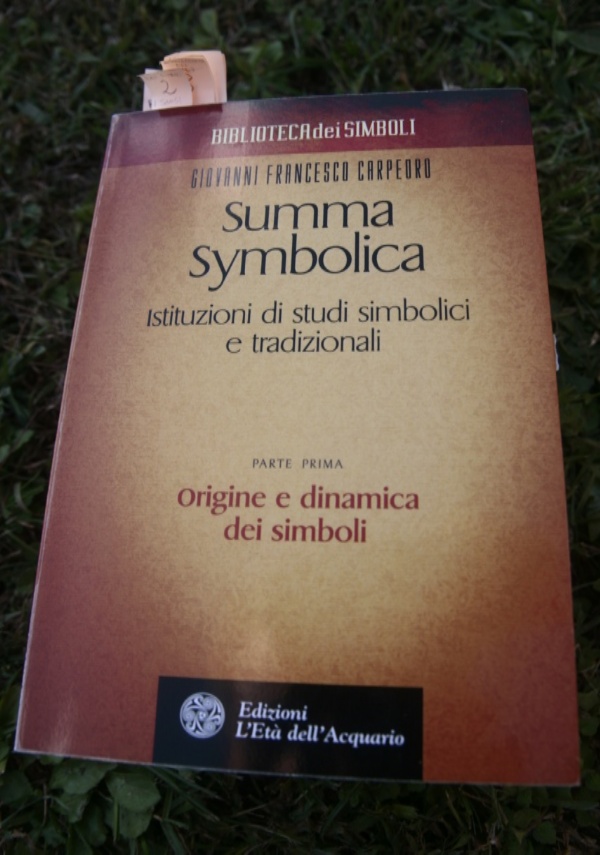 2
BIBLIOTECA dei SIMBOLI
GIOVANNI FRANCESCO CARPEORO
Summa
Symbolica
Istituzioni di studi simbolici
e tradizionali
PARTE PRIMA
Origine e dinamica
dei simboli
Edizioni
L'Età dell'Acquario